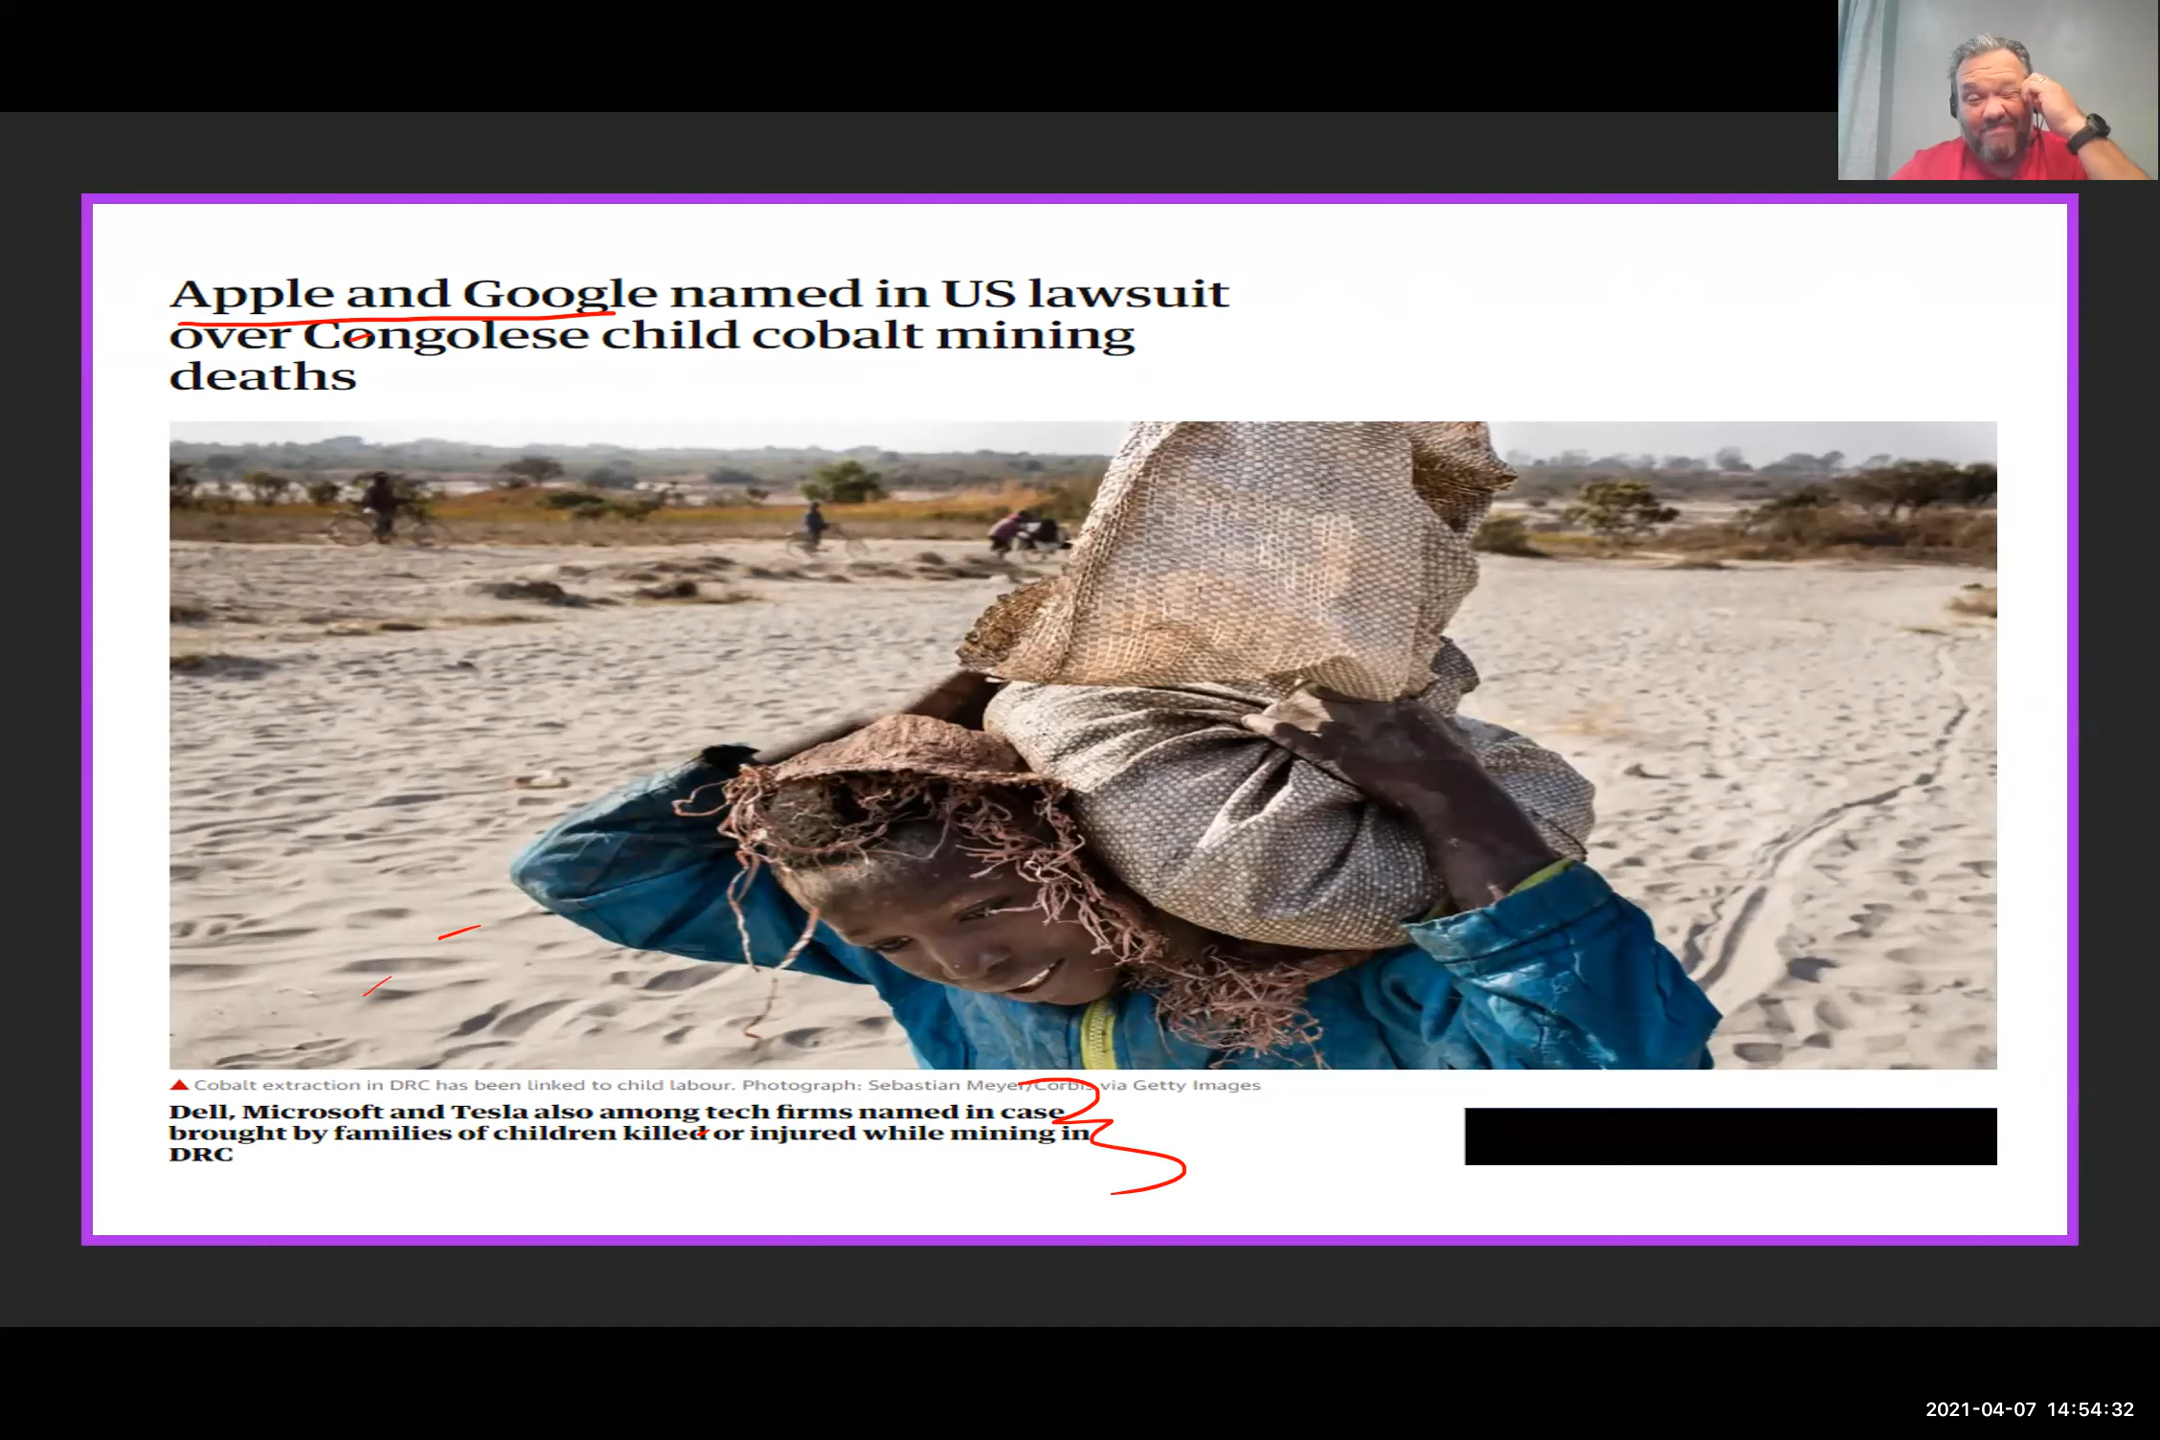 Apple and Google named in US lawsuit
over Congolese child cobalt mining
deaths
Cobalt extraction in DRC has been linked to child labour. Photograph: Sebastian Meyer/Corbis via Getty Images
Dell, Microsoft and Tesla also among tech firms named in case
brought by families of children killed or injured while mining in
DRC
2021-04-07 14:54:32